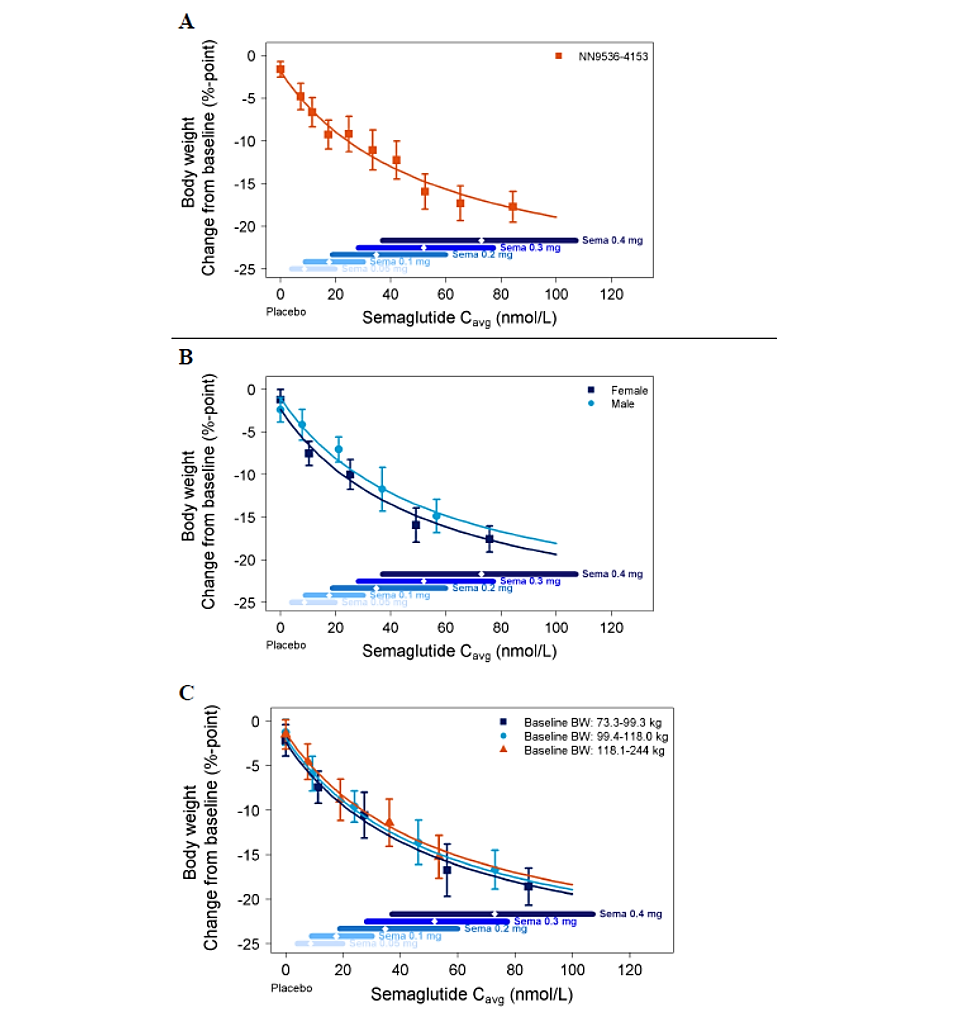 A
Body weight
Change from baseline (%-point)
0
-5
-10
-15
-20
-25
NN9536-4153
Sema 0.4 mg
Sema 0.3 mg
Sema 0.2 mg
Sema 0.1 mg
Sema 0.05 mg
0 20 40 60 80 100 120
Placebo
Semaglutide Cavg (nmol/L)
B
Body weight
Change from baseline (%-point)
0
-5
-10
-15
-20
-25
Female
Male
Sema 0.4 mg
Sema 0.3 mg
Sema 0.2 mg
Sema 0.1 mg
Sema 0.05 mg
0 20 40 60 80 100 120
Placebo
Semaglutide Cavg (nmol/L)
C
Body weight
Change from baseline (%-point)
0
-5
-10
-15
-20
-25
Baseline BW: 73.3-99.3 kg
Baseline BW: 99.4-118.0 kg
Baseline BW: 118.1-244 kg
Sema 0.4 mg
Sema 0.3 mg
Sema 0.2 mg
Sema 0.1 mg
Sema 0.05 mg
0 20 40 60 80 100 120
Placebo
Semaglutide Cavg (nmol/L)